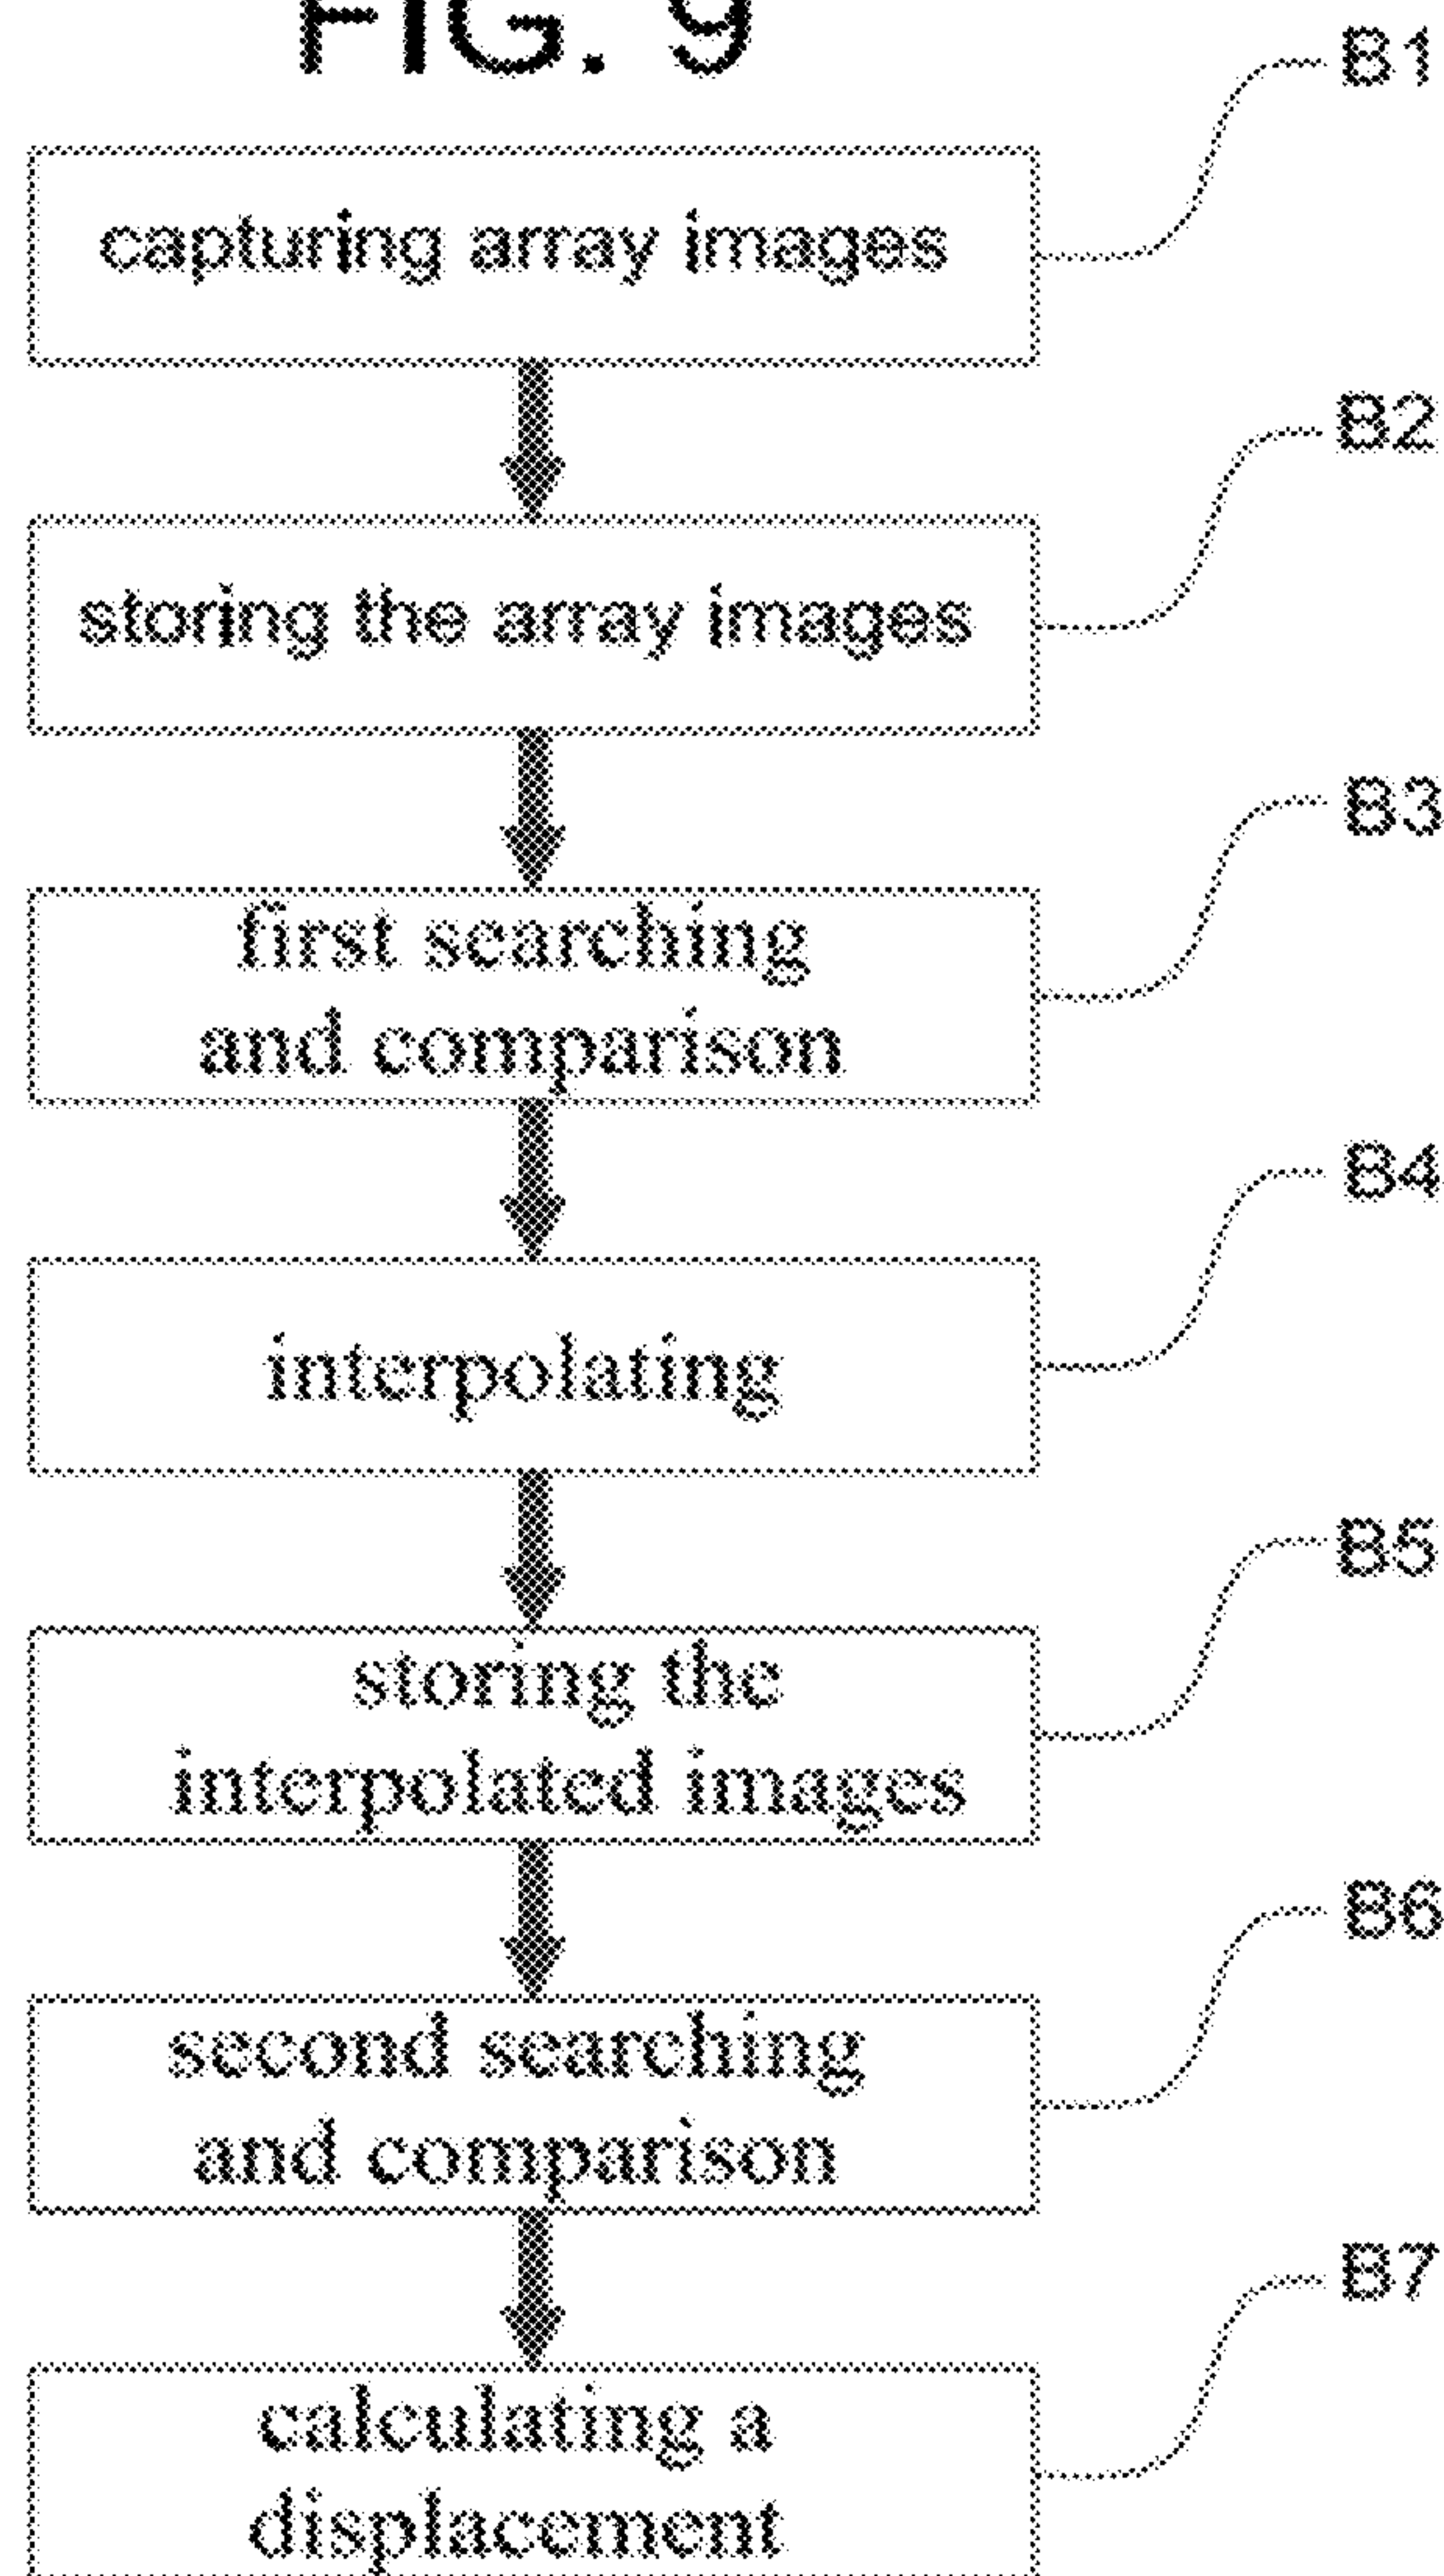 FIG. 9
B1
capturing array images
B2
storing the array images
B3
first searching
and comparison
B4
interpolating
B5
storing the
interpolated images
B6
second searching
and comparison
B7
calculating a
displacement